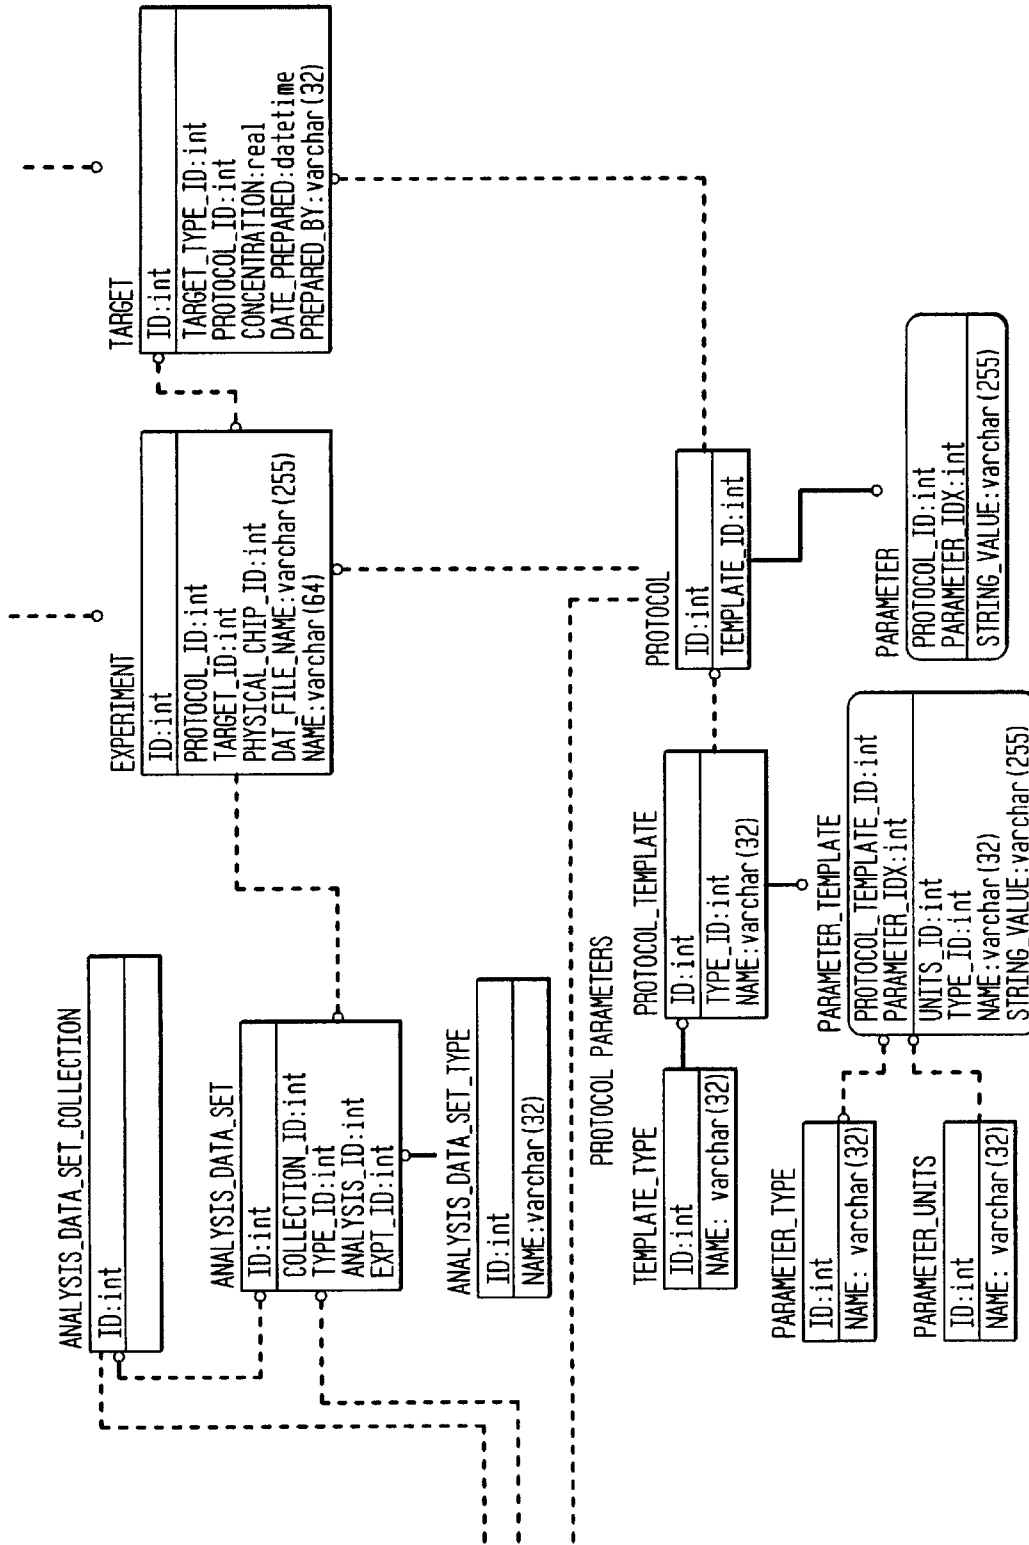 ANALYSIS_DATA_SET_COLLECTION
ID:int
ANALYSIS_DATA_SET
ID:int
COLLECTION_ID:int
TYPE_ID:int
ANALYSIS_ID:int
EXPT_ID:int
ANALYSIS_DATA_SET_TYPE
ID:int
NAME:varchar(32)
EXPERIMENT
ID:int
PROTOCOL_ID:int
TARGET_ID:int
PHYSICAL_CHIP_ID:int
DAT_FILE_NAME:varchar(255)
NAME:varchar(64)
TARGET
ID:int
TARGET_TYPE_ID:int
PROTOCOL_ID:int
CONCENTRATION:real
DATE_PREPARED:datetime
PREPARED_BY:varchar(32)
PROTOCOL PARAMETERS
TEMPLATE_TYPE
ID:int
NAME: varchar(32)
PROTOCOL_TEMPLATE
ID:int
TYPE_ID:int
NAME:varchar(32)
PROTOCOL
ID:int
TEMPLATE_ID:int
PARAMETER_TYPE
ID:int
NAME: varchar(32)
PARAMETER_UNITS
ID:int
NAME: varchar(32)
PARAMETER_TEMPLATE
PROTOCOL_TEMPLATE_ID:int
PARAMETER_IDX:int
UNITS_ID:int
TYPE_ID:int
NAME:varchar(32)
STRING_VALUE:varchar(255)
PARAMETER
PROTOCOL_ID:int
PARAMETER_IDX:int
STRING_VALUE:varchar(255)